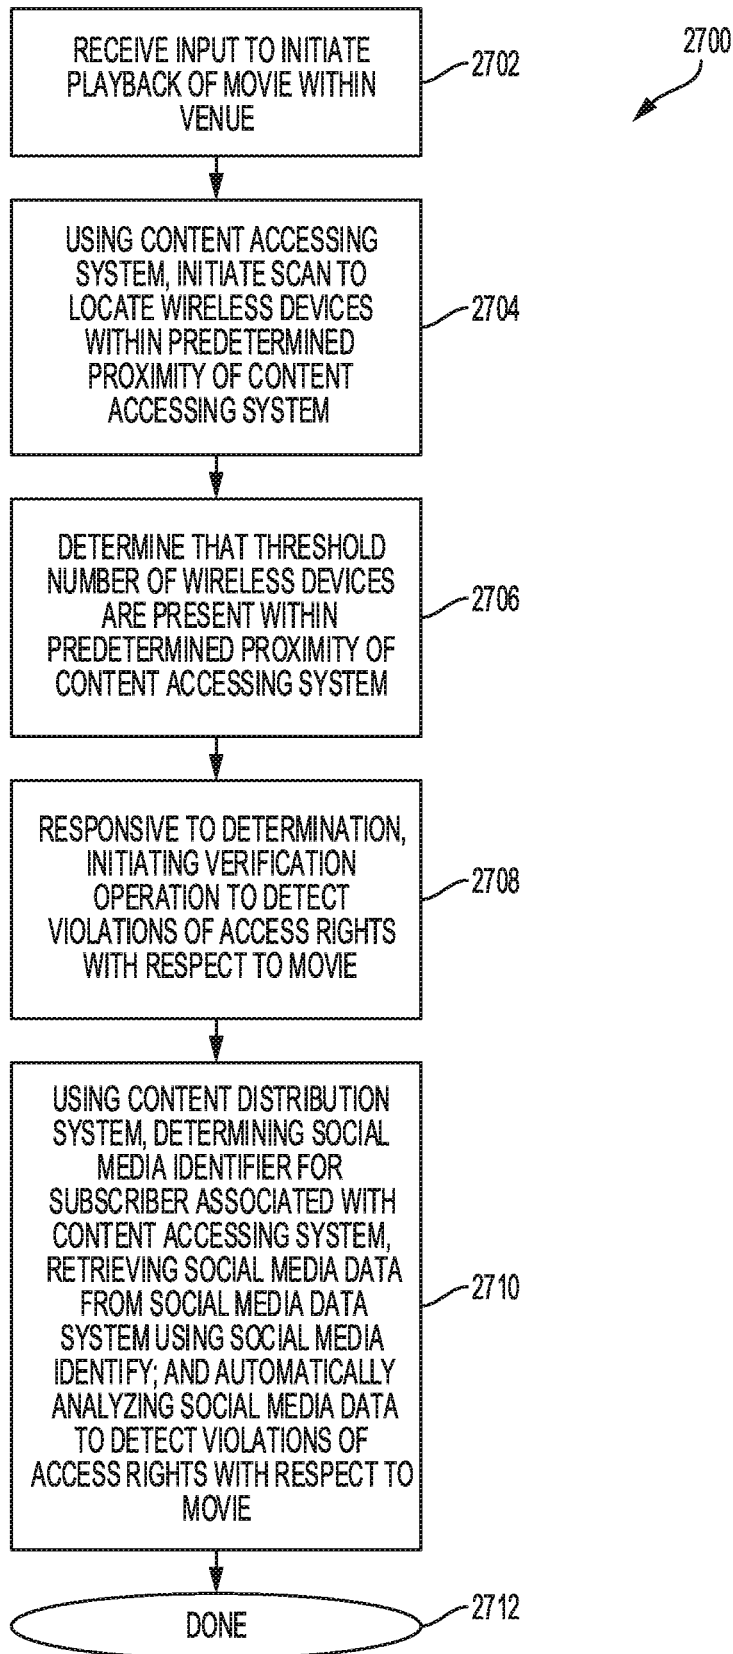 RECEIVE INPUT TO INITIATE
PLAYBACK OF MOVIE WITHIN
VENUE
2702
2700
USING CONTENT ACCESSING
SYSTEM, INITIATE SCAN TO
LOCATE WIRELESS DEVICES
WITHIN PREDETERMINED
PROXIMITY OF CONTENT
ACCESSING SYSTEM
2704
DETERMINE THAT THRESHOLD
NUMBER OF WIRELESS DEVICES
ARE PRESENT WITHIN
PREDETERMINED PROXIMITY OF
CONTENT ACCESSING SYSTEM
2706
RESPONSIVE TO DETERMINATION,
INITIATING VERIFICATION
OPERATION TO DETECT
VIOLATIONS OF ACCESS RIGHTS
WITH RESPECT TO MOVIE
2708
USING CONTENT DISTRIBUTION
SYSTEM, DETERMINING SOCIAL
MEDIA IDENTIFIER FOR
SUBSCRIBER ASSOCIATED WITH
CONTENT ACCESSING SYSTEM,
RETRIEVING SOCIAL MEDIA DATA
FROM SOCIAL MEDIA DATA
SYSTEM USING SOCIAL MEDIA
IDENTIFY; AND AUTOMATICALLY
ANALYZING SOCIAL MEDIA DATA
TO DETECT VIOLATIONS OF
ACCESS RIGHTS WITH RESPECT TO
MOVIE
2710
DONE
2712